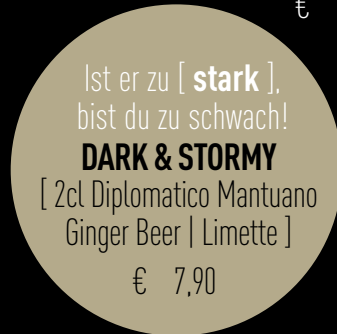 €
Ist er zu [ stark ],
bist du zu schwach!
DARK & STORMY
[ 2cl Diplomatico Mantuano
Ginger Beer | Limette ]
€ 7,90